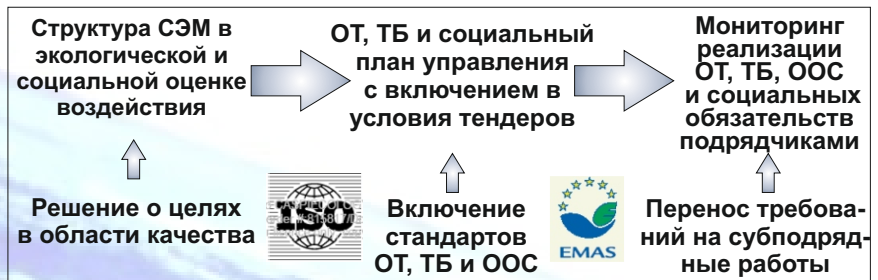 Структура СЭМ в
экологической и
социальной оценке
воздействия
ОТ, ТБ и социальный
план управления
с включением в
условия тендеров
Мониторинг
реализации
ОТ, ТБ, ООС
и социальных
обязательств
подрядчиками
Решение о целях
в области качества
ISO
Включение
стандартов
ОТ, ТБ и ООС
EMAS
Перенос требова-
ний на субподряд-
ные работы